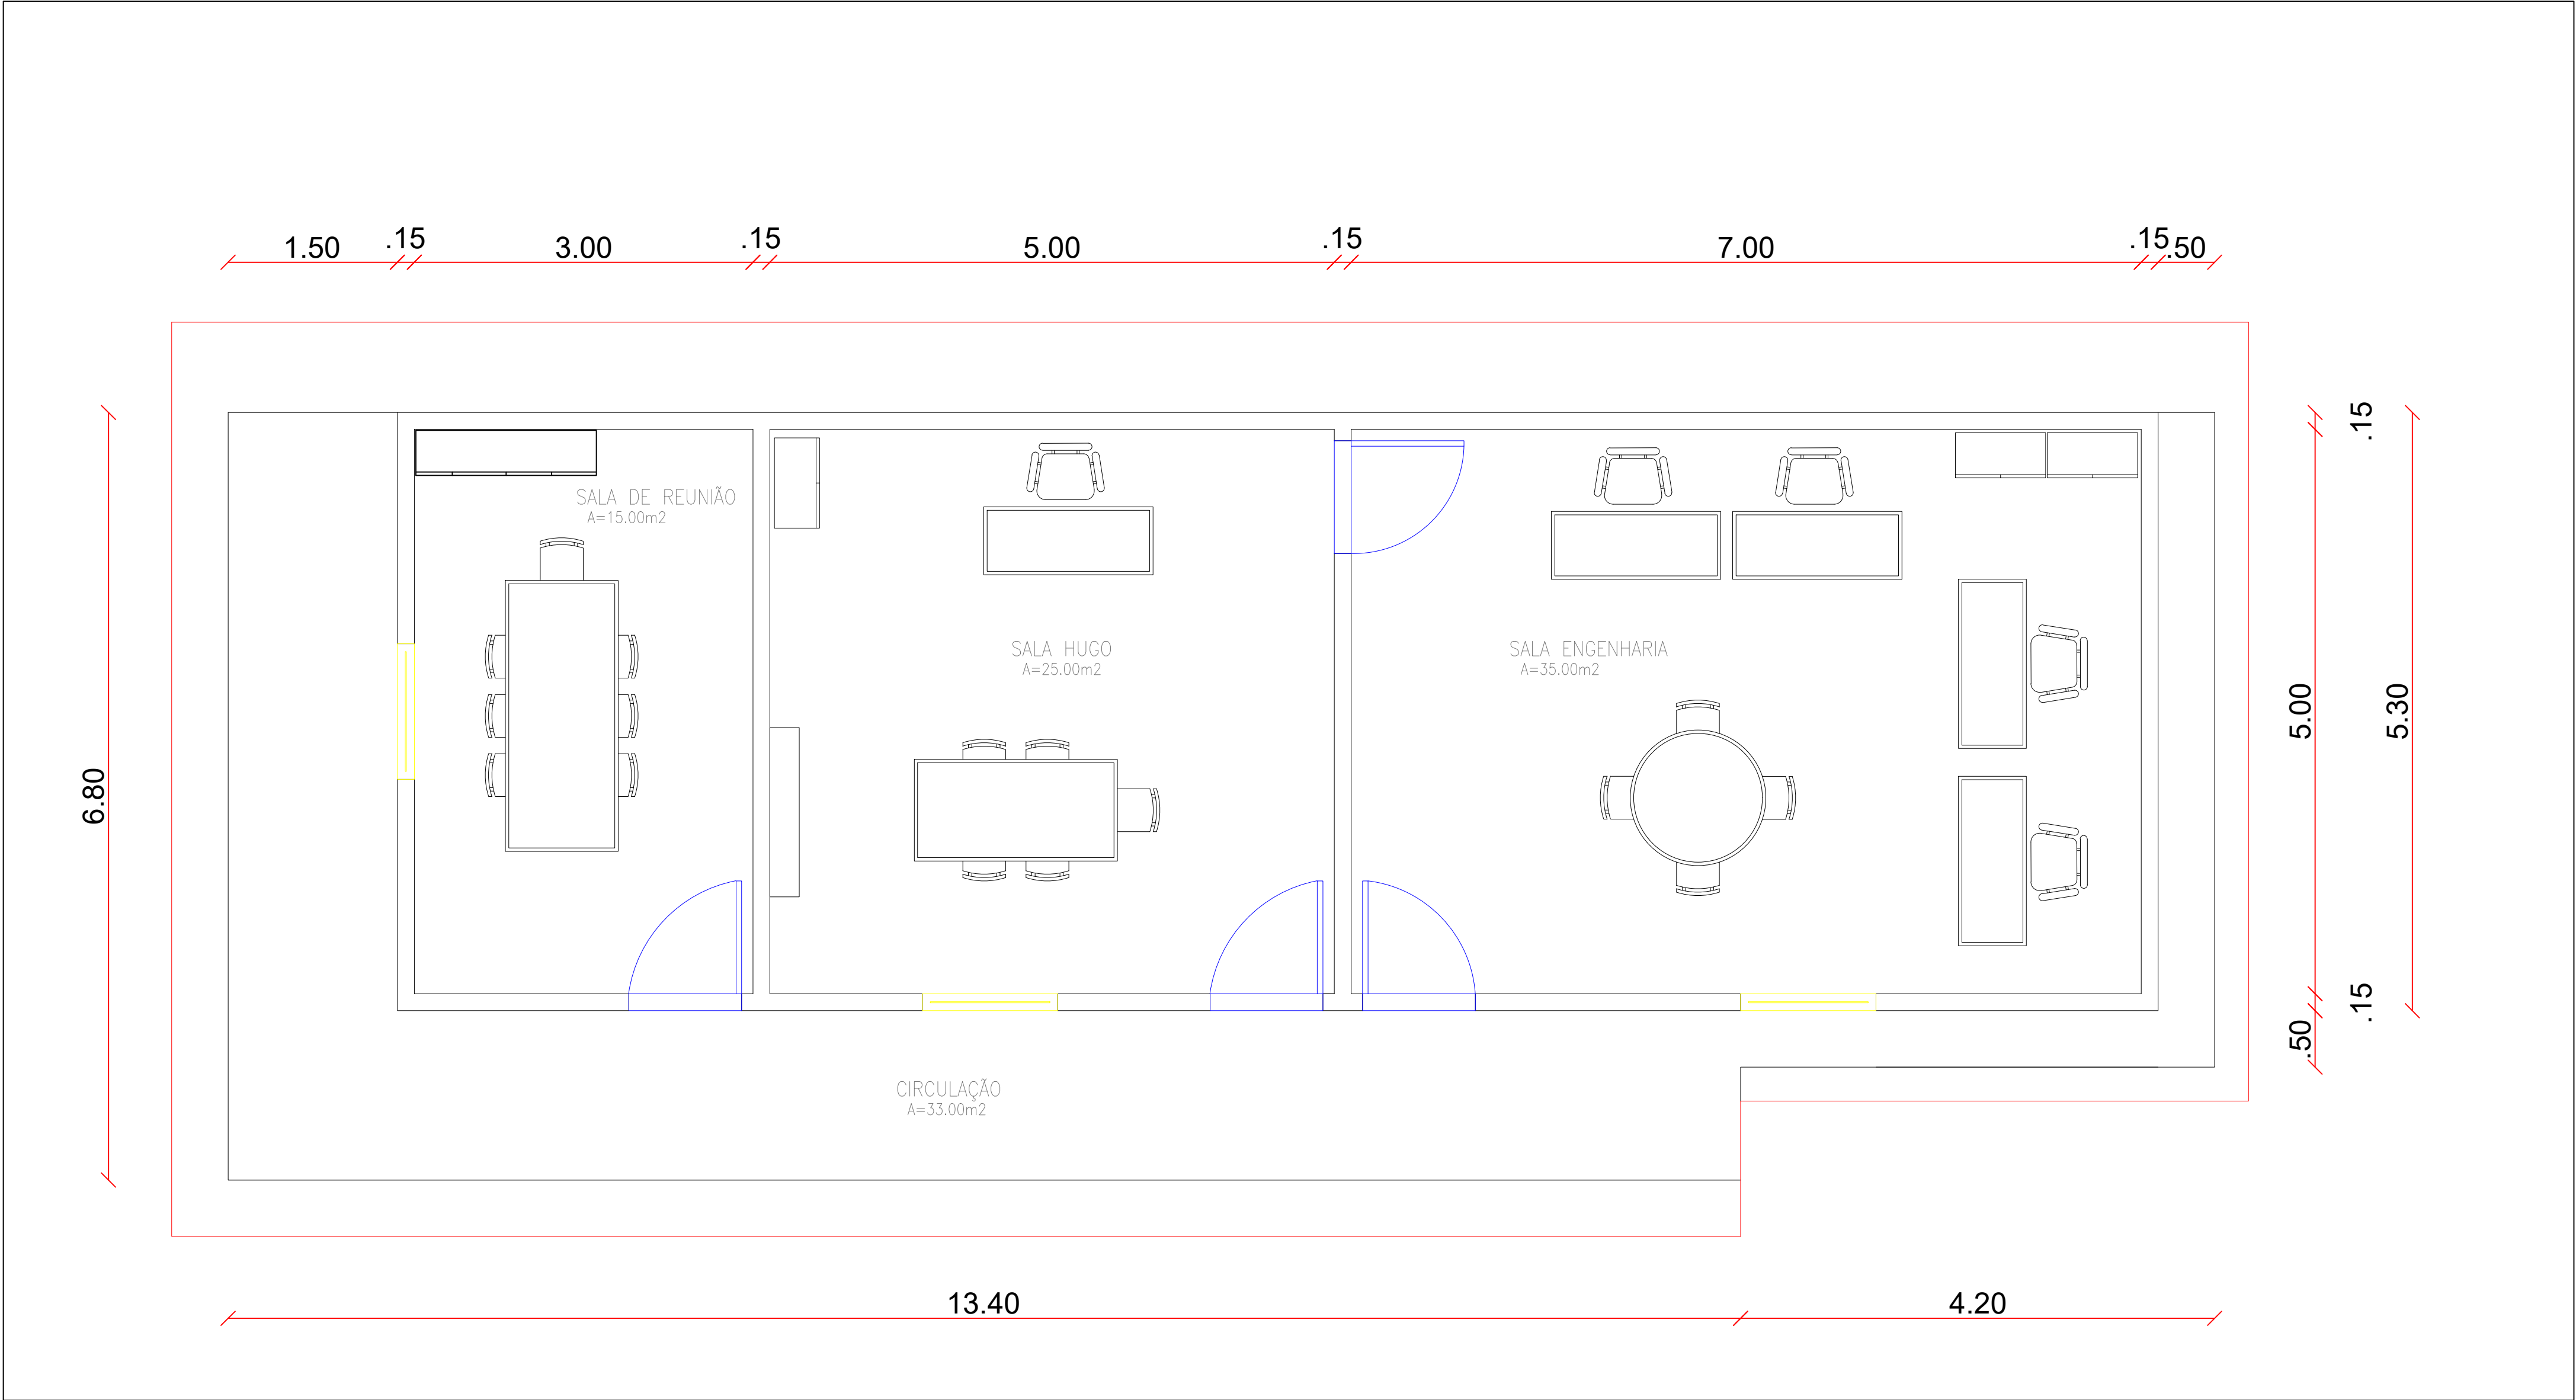 1.50
.15
3.00
.15
5.00
.15
7.00
.15
.50
.15
SALA DE REUNIÃO
A=15.00m2
SALA HUGO
A=25.00m2
SALA ENGENHARIA
A=35.00m2
5.00
5.30
6.80
.15
.50
CIRCULAÇÃO
A=33.00m2
13.40
4.20